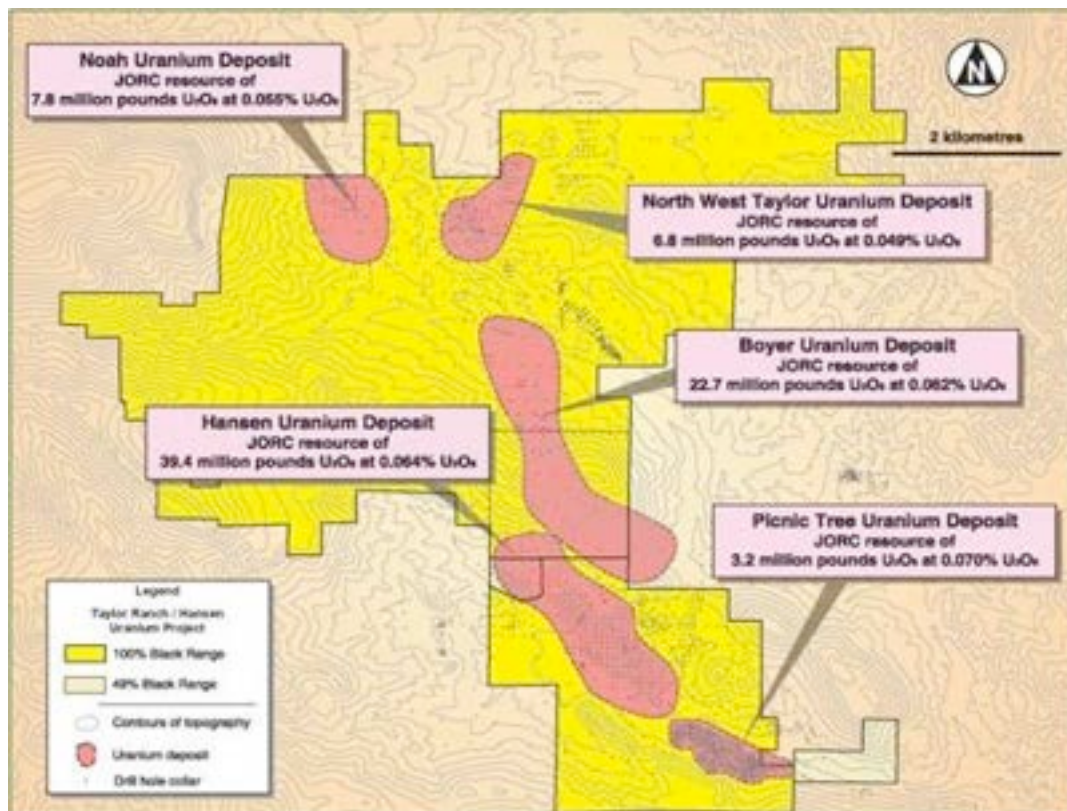 Noah Uranium Deposit
JORC resource of
7.8 million pounds U₃O₈ at 0.055% U₃O₈
N
2 kilometres
North West Taylor Uranium Deposit
JORC resource of
6.8 million pounds U₃O₈ at 0.049% U₃O₈
Boyer Uranium Deposit
JORC resource of
22.7 million pounds U₃O₈ at 0.062% U₃O₈
Hansen Uranium Deposit
JORC resource of
39.4 million pounds U₃O₈ at 0.064% U₃O₈
Picnic Tree Uranium Deposit
JORC resource of
3.2 million pounds U₃O₈ at 0.070% U₃O₈
Legend
Taylor Ranch / Hansen
Uranium Project
100% Black Range
49% Black Range
Contours of topography
Uranium deposit
Drill hole collar